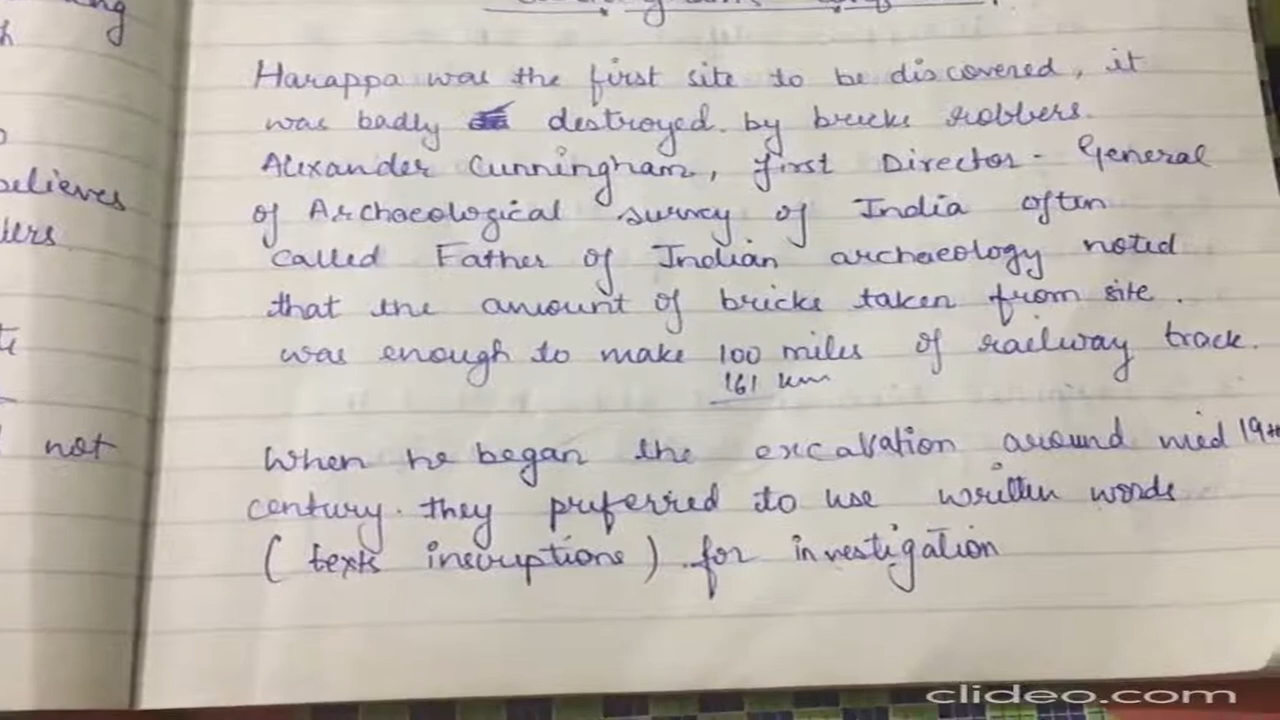 ng
h
Harappa was the first site to be discovered, it
was badly destroyed by bricks robbers.
believes
Alexander Cunningham, first Director - General
of Archaeological survey of India often
called Father of Indian archaeology noted
that the amount of bricks taken from site.
was enough to make 100 miles of railway track.
161 km
not
When he began the excavation around mid 19th
century. they preferred to use written words
(texts inscriptions) for investigation
clideo.com